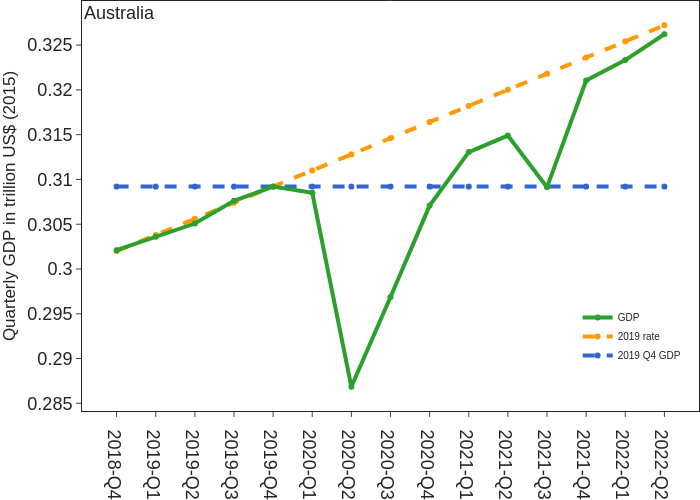 Australia
Quarterly GDP in trillion US$ (2015)
0.325
0.32
0.315
0.31
0.305
0.3
0.295
0.29
0.285
GDP
2019 rate
2019 Q4 GDP
2018-Q4
2019-Q1
2019-Q2
2019-Q3
2019-Q4
2020-Q1
2020-Q2
2020-Q3
2020-Q4
2021-Q1
2021-Q2
2021-Q3
2021-Q4
2022-Q1
2022-Q2